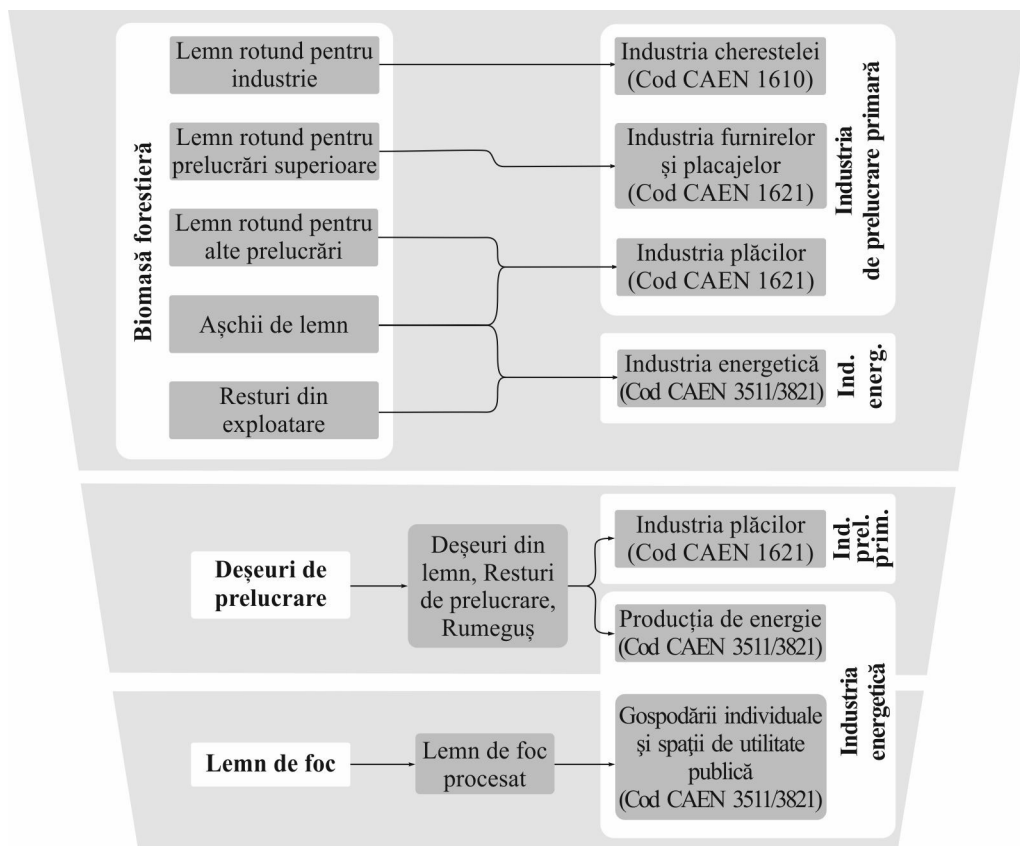 Biomasă forestieră
Lemn rotund pentru
industrie
Lemn rotund pentru
prelucrări superioare
Lemn rotund pentru
alte prelucrări
Așchii de lemn
Resturi din
exploatare
Industria cherestelei
(Cod CAEN 1610)
Industria furnirelor
și placajelor
(Cod CAEN 1621)
Industria plăcilor
(Cod CAEN 1621)
Industria
de prelucrare primară
Industria energetică
(Cod CAEN 3511/3821)
Ind.
energ.
Deșeuri de
prelucrare
Deșeuri din
lemn, Resturi
de prelucrare,
Rumeguș
Industria plăcilor
(Cod CAEN 1621)
Ind.
prel.
prim.
Producția de energie
(Cod CAEN 3511/3821)
Lemn de foc
Lemn de foc
procesat
Gospodării individuale
şi spaţii de utilitate
publică
(Cod CAEN 3511/3821)
Industria
energetică